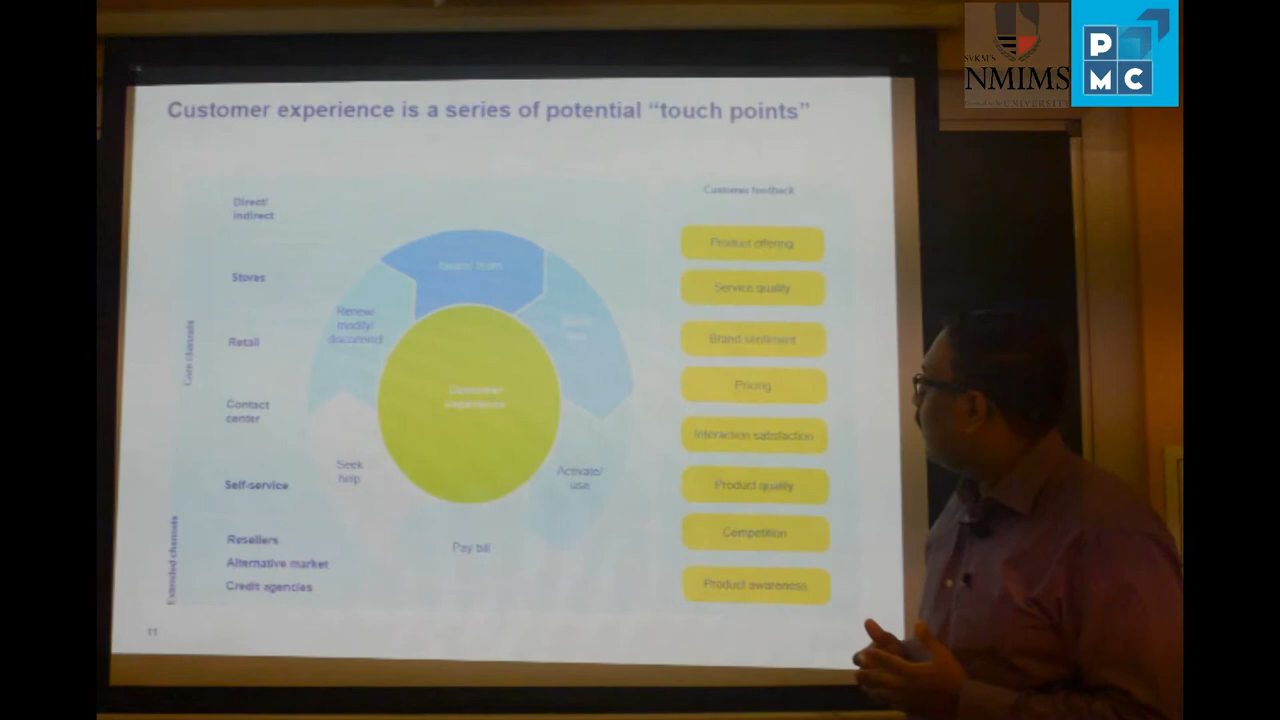 SVKM'S
NMIMS
UNIVERSITY
P
M C
Customer experience is a series of potential “touch points”
Customer feedback
Direct/
indirect
Stores
Retail
Contact
center
Self-service
Resellers
Alternative market
Credit agencies
Core channels
Extended channels
Renew/
modify/
disconnect
Customer
experience
Seek
help
Activate/
use
Pay bill
Product offering
Service quality
Brand sentiment
Pricing
Interaction satisfaction
Product quality
Competition
Product awareness
11